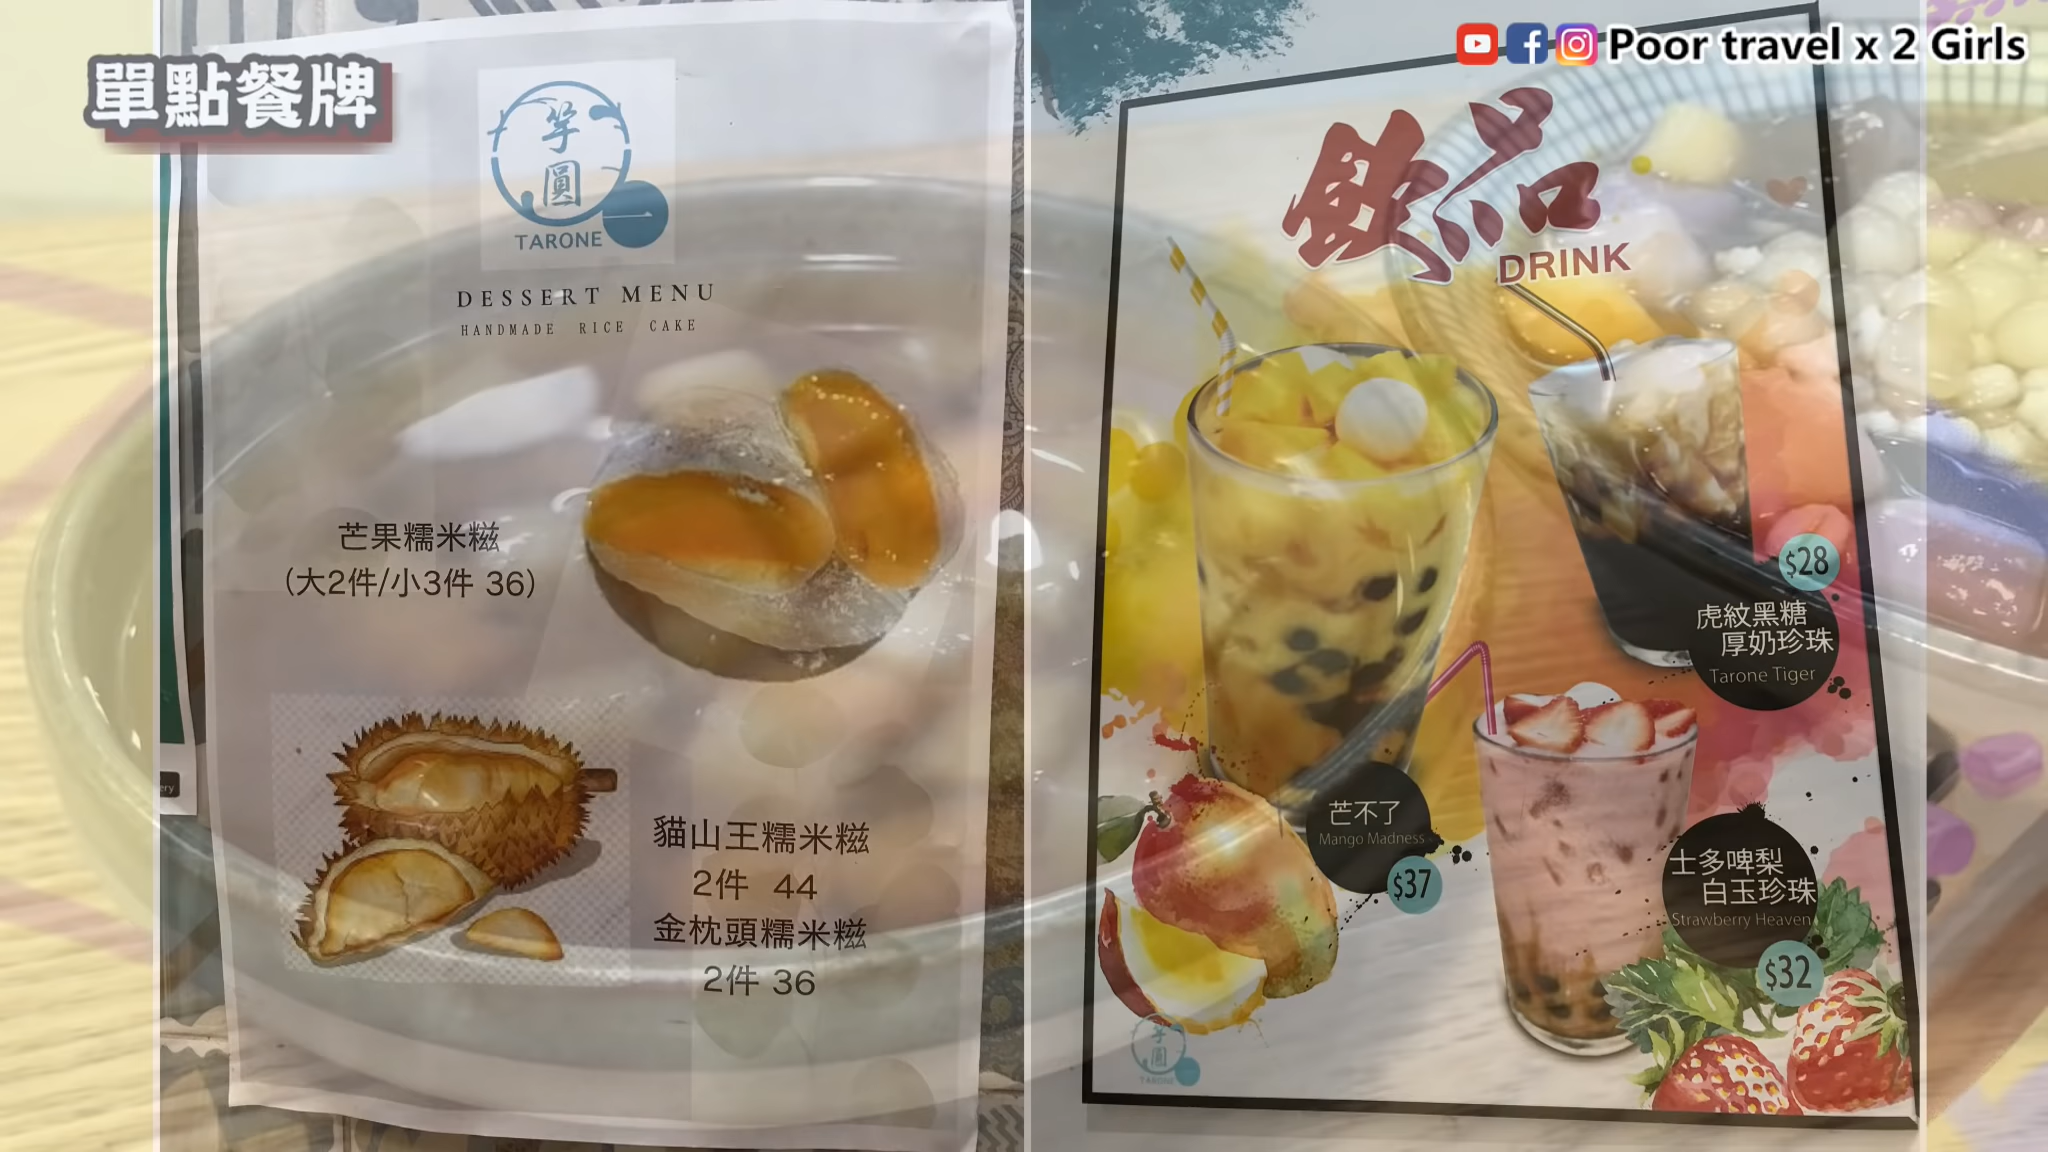 單點餐牌
Poor travel x 2 Girls
芋
圓
一
TARONE
DESSERT MENU
HANDMADE RICE CAKE
芒果糯米糍
(大2件/小3件 36)
貓山王糯米糍
2件 44
金枕頭糯米糍
2件 36
飲品
DRINK
$28
虎紋黑糖
厚奶珍珠
Tarone Tiger
芒不了
Mango Madness
$37
士多啤梨
白玉珍珠
Strawberry Heaven
$32
芋
圓
TARONE